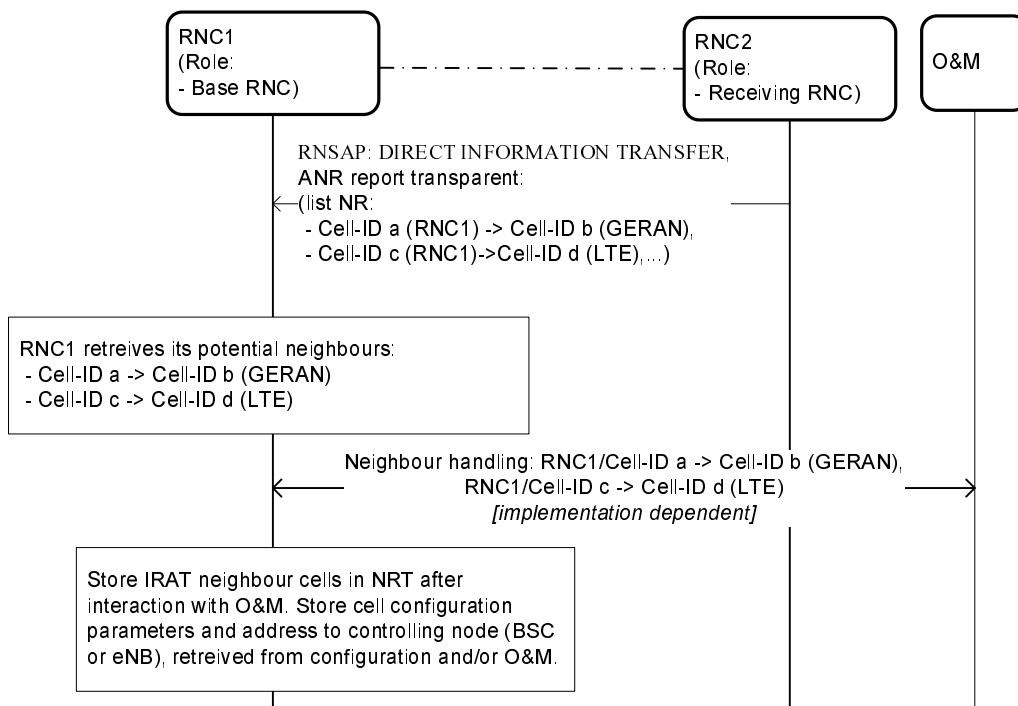 RNC1
(Role:
- Base RNC)
RNC2
(Role:
- Receiving RNC)
O&M
RNSAP: DIRECT INFORMATION TRANSFER,
ANR report transparent:
(list NR:
- Cell-ID a (RNC1) -> Cell-ID b (GERAN),
- Cell-ID c (RNC1)->Cell-ID d (LTE),...)
RNC1 retreives its potential neighbours:
- Cell-ID a -> Cell-ID b (GERAN)
- Cell-ID c -> Cell-ID d (LTE)
Neighbour handling: RNC1/Cell-ID a -> Cell-ID b (GERAN),
RNC1/Cell-ID c -> Cell-ID d (LTE)
[implementation dependent]
Store IRAT neighbour cells in NRT after
interaction with O&M. Store cell configuration
parameters and address to controlling node (BSC
or eNB), retreived from configuration and/or O&M.